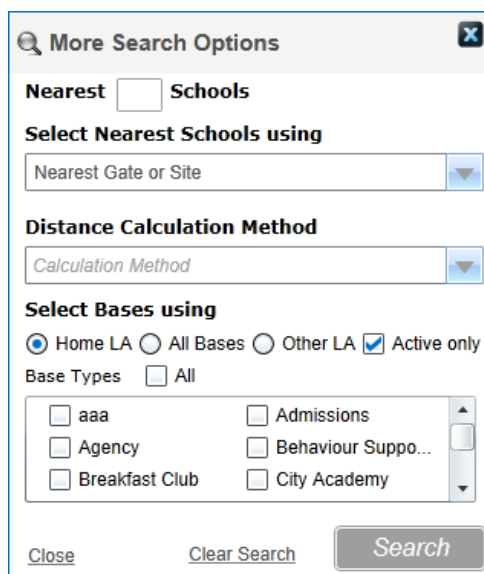 More Search Options
Nearest Schools
Select Nearest Schools using
Nearest Gate or Site
Distance Calculation Method
Calculation Method
Select Bases using
Home LA All Bases Other LA Active only
Base Types All
aaa Admissions
Agency Behaviour Suppo...
Breakfast Club City Academy
Close Clear Search Search